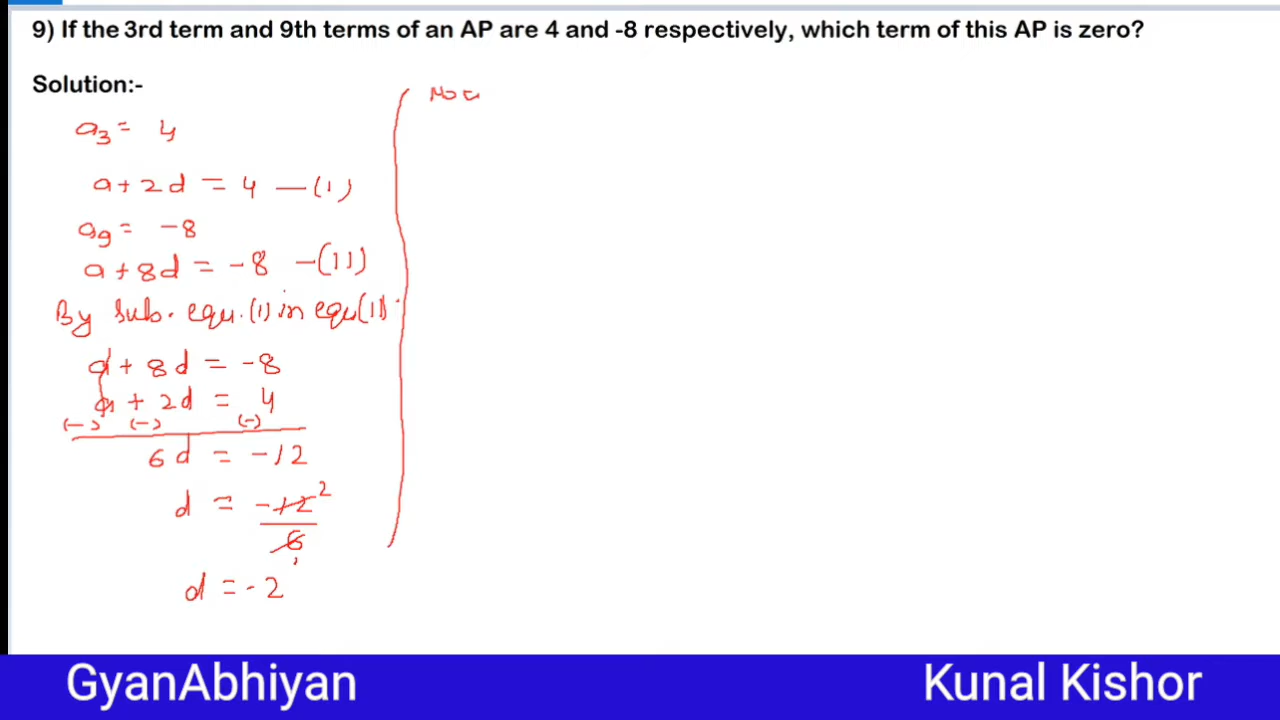 9) If the 3rd term and 9th terms of an AP are 4 and -8 respectively, which term of this AP is zero?
Solution:-
a₃ = 4
a + 2d = 4 —(1)
a₉ = -8
a + 8d = -8 —(11)
By sub. equ. (1) in equ(11)
a + 8d = -8
a + 2d = 4
(-) (-) (-)
6d = -12
d = -12 2
6 1
d = -2
GyanAbhiyan
Kunal Kishor